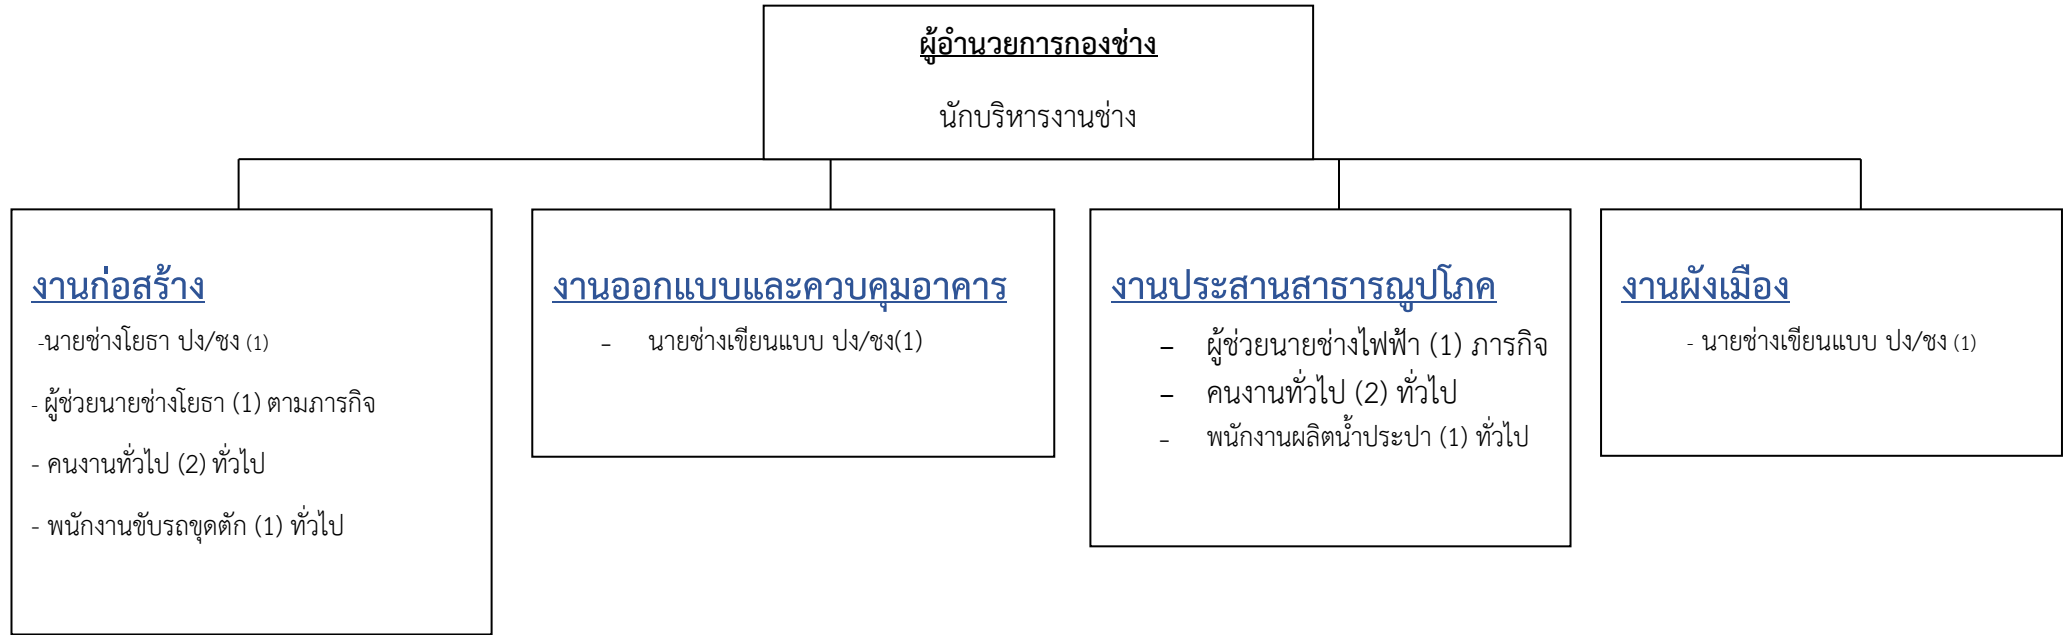 ผู้อำนวยการกองช่าง
นักบริหารงานช่าง
งานก่อสร้าง
-นายช่างโยธา ปง/ชง (1)
- ผู้ช่วยนายช่างโยธา (1) ตามภารกิจ
- คนงานทั่วไป (2) ทั่วไป
- พนักงานขับรถขุดตัก (1) ทั่วไป
งานออกแบบและควบคุมอาคาร
- นายช่างเขียนแบบ ปง/ชง(1)
งานประสานสาธารณูปโภค
- ผู้ช่วยนายช่างไฟฟ้า (1) ภารกิจ
- คนงานทั่วไป (2) ทั่วไป
- พนักงานผลิตน้ำประปา (1) ทั่วไป
งานผังเมือง
- นายช่างเขียนแบบ ปง/ชง (1)